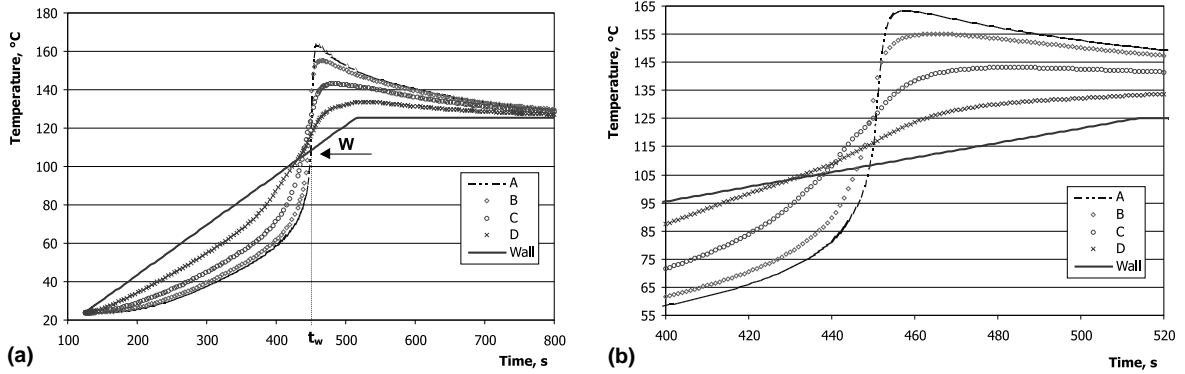 Temperature, °C
180
160
140
120
100
80
60
40
20
100 200 300 400 t_w 500 600 700 800
Time, s
W
A
B
C
D
Wall
(a)
Temperature, °C
165
155
145
135
125
115
105
95
85
75
65
55
400 420 440 460 480 500 520
Time, s
A
B
C
D
Wall
(b)